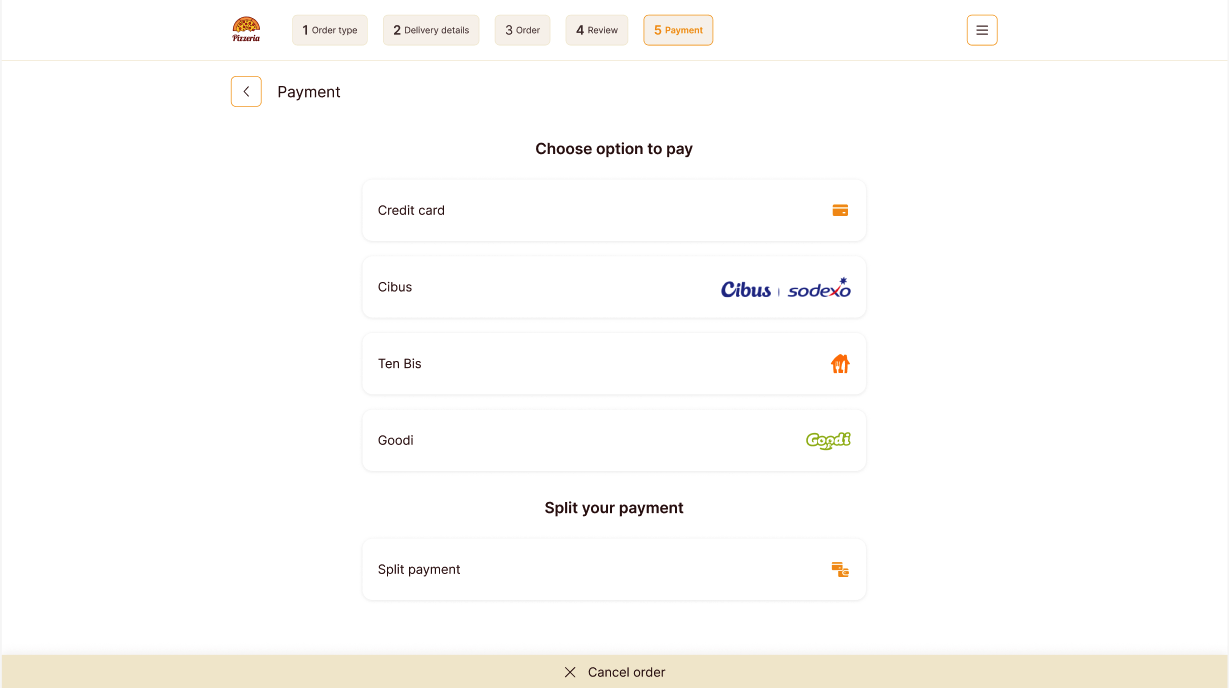 Pizzeria
1 Order type
2 Delivery details
3 Order
4 Review
5 Payment
Payment
Choose option to pay
Credit card
Cibus
Cibus | sodexo
Ten Bis
Goodi
Goodi
Split your payment
Split payment
Cancel order